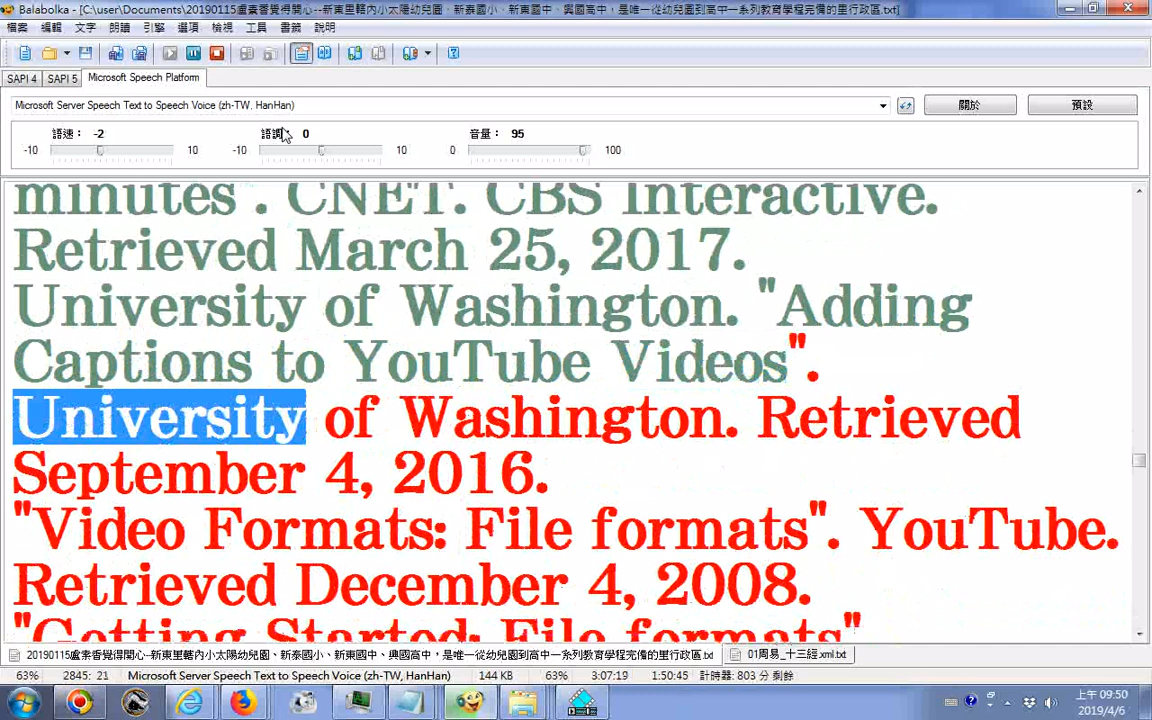 Balabolka - [C:\user\Documents\20190115盧素香覺得開心--新東里轄內小太陽幼兒園、新泰國小、新東國中、興國高中，是唯一從幼兒園到高中一系列教育學程完備的里行政區.txt]
檔案 編輯 文字 朗讀 引擎 選項 檢視 工具 書籤 說明
SAPI 4 SAPI 5 Microsoft Speech Platform
Microsoft Server Speech Text to Speech Voice (zh-TW, HanHan) 關於 預設
語速： -2 語調： 0 音量： 95
-10 10 -10 10 0 100
minutes". CNET. CBS Interactive.
Retrieved March 25, 2017.
University of Washington. "Adding
Captions to YouTube Videos".
University of Washington. Retrieved
September 4, 2016.
"Video Formats: File formats". YouTube.
Retrieved December 4, 2008.
"Getting Started: File formats"
20190115盧素香覺得開心--新東里轄內小太陽幼兒園、新泰國小、新東國中、興國高中，是唯一從幼兒園到高中一系列教育學程完備的里行政區.txt 01周易_十三經.xml.txt
63% 2845: 21 Microsoft Server Speech Text to Speech Voice (zh-TW, HanHan) 144 KB 63% 3:07:19 1:50:45 計時器: 803 分 剩餘
上午 09:50
2019/4/6